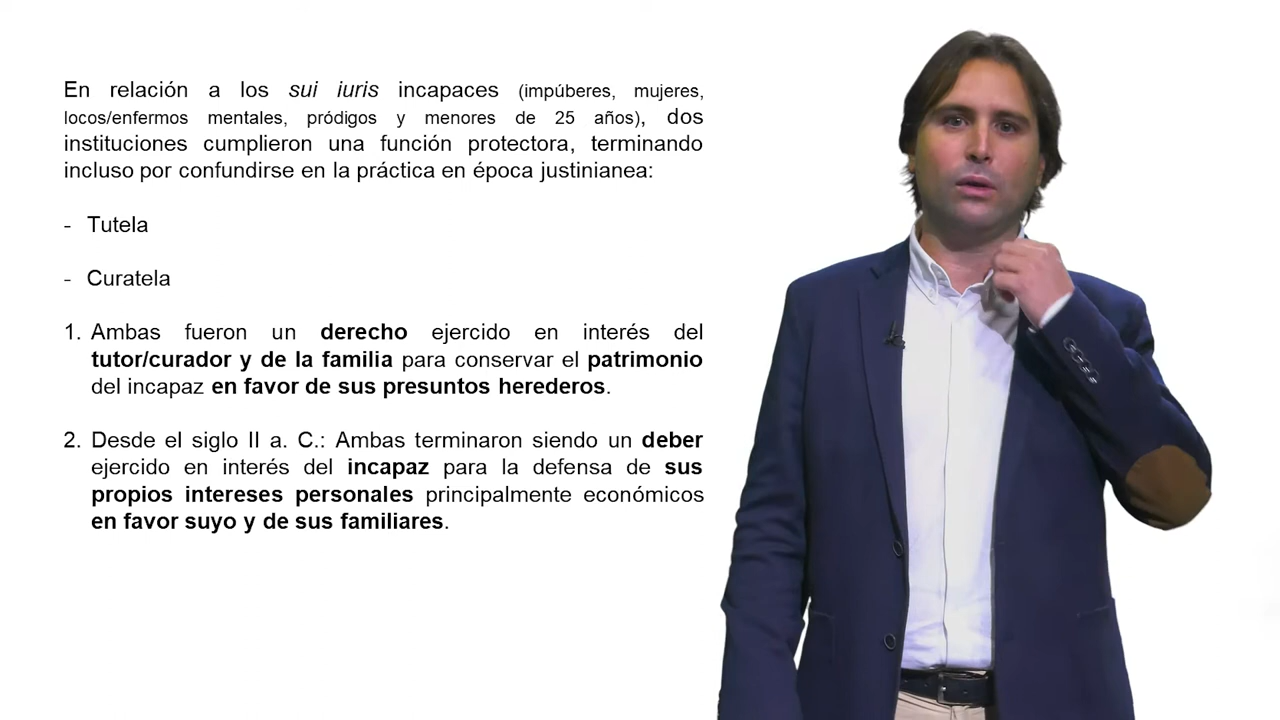 En relación a los sui iuris incapaces (impúberes, mujeres,
locos/enfermos mentales, pródigos y menores de 25 años), dos
instituciones cumplieron una función protectora, terminando
incluso por confundirse en la práctica en época justinianea:
- Tutela
- Curatela
1. Ambas fueron un derecho ejercido en interés del
tutor/curador y de la familia para conservar el patrimonio
del incapaz en favor de sus presuntos herederos.
2. Desde el siglo II a. C.: Ambas terminaron siendo un deber
ejercido en interés del incapaz para la defensa de sus
propios intereses personales principalmente económicos
en favor suyo y de sus familiares.